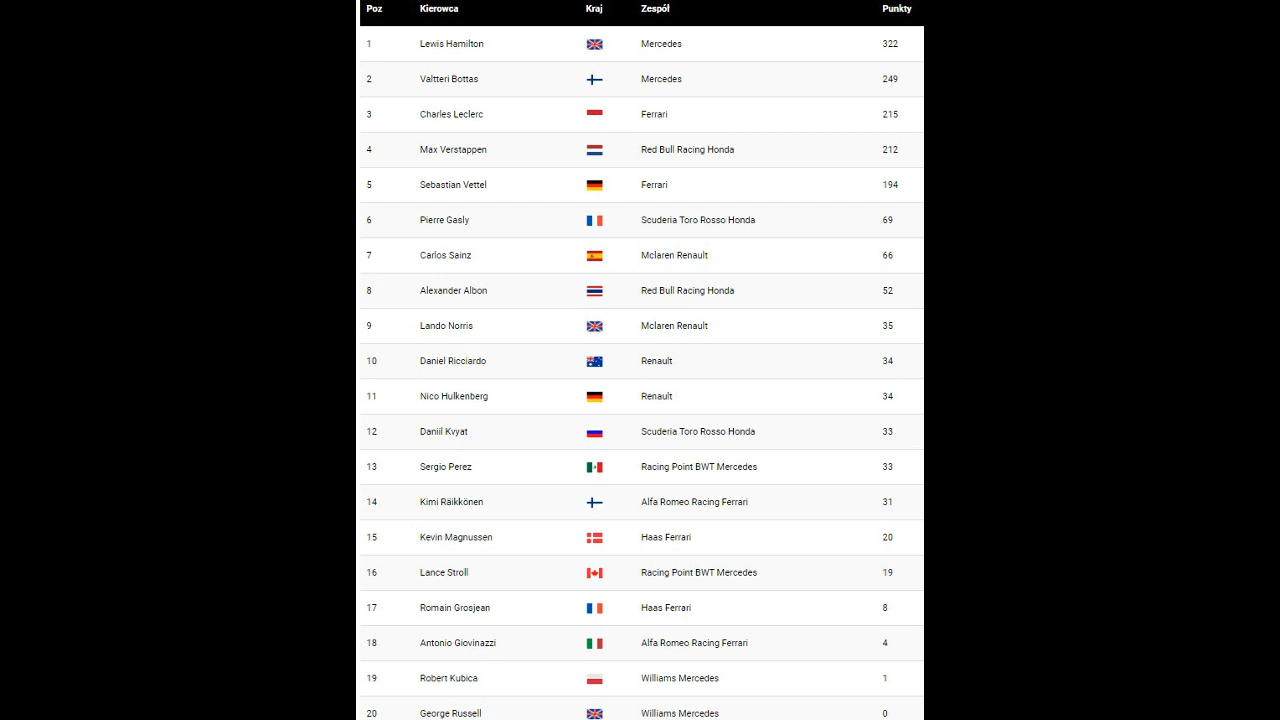 Poz Kierowca Kraj Zespół Punkty
1 Lewis Hamilton Mercedes 322
2 Valtteri Bottas Mercedes 249
3 Charles Leclerc Ferrari 215
4 Max Verstappen Red Bull Racing Honda 212
5 Sebastian Vettel Ferrari 194
6 Pierre Gasly Scuderia Toro Rosso Honda 69
7 Carlos Sainz Mclaren Renault 66
8 Alexander Albon Red Bull Racing Honda 52
9 Lando Norris Mclaren Renault 35
10 Daniel Ricciardo Renault 34
11 Nico Hulkenberg Renault 34
12 Daniil Kvyat Scuderia Toro Rosso Honda 33
13 Sergio Perez Racing Point BWT Mercedes 33
14 Kimi Räikkönen Alfa Romeo Racing Ferrari 31
15 Kevin Magnussen Haas Ferrari 20
16 Lance Stroll Racing Point BWT Mercedes 19
17 Romain Grosjean Haas Ferrari 8
18 Antonio Giovinazzi Alfa Romeo Racing Ferrari 4
19 Robert Kubica Williams Mercedes 1
20 George Russell Williams Mercedes 0